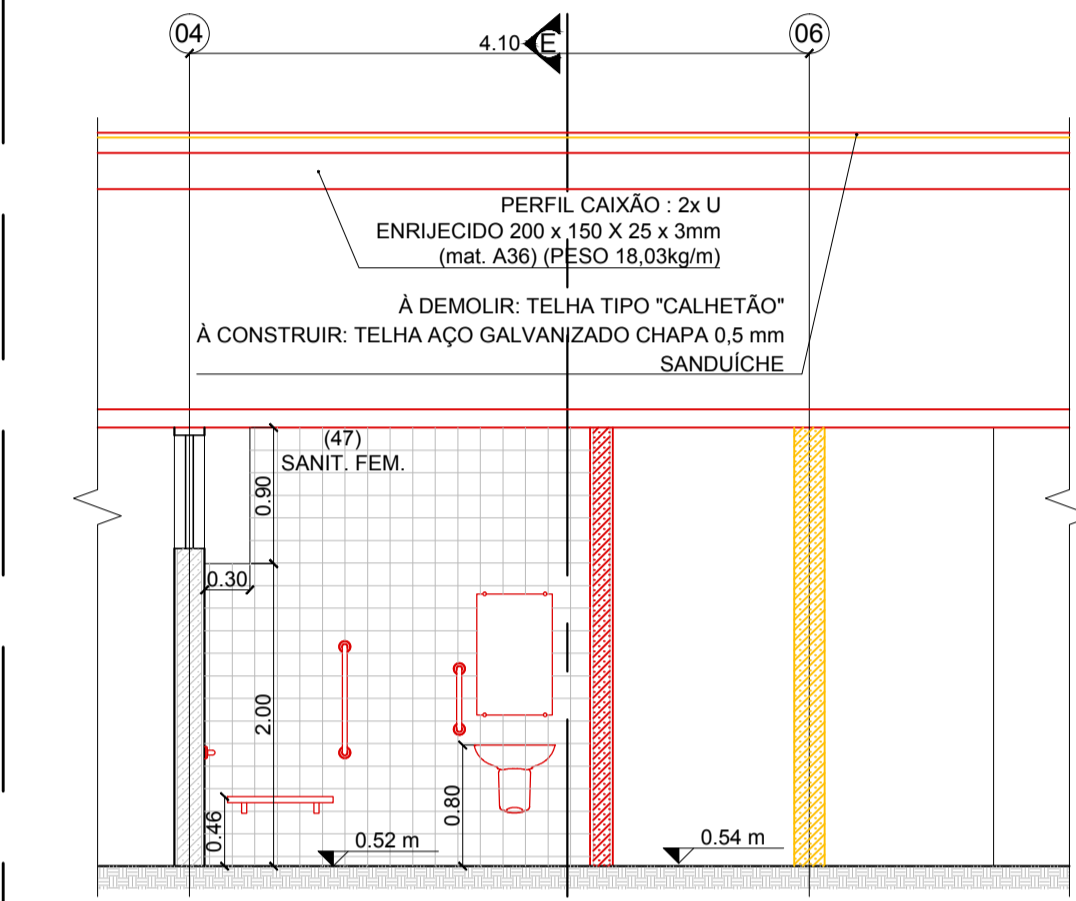 04
4.10
E
06
PERFIL CAIXÃO : 2x U
ENRIJECIDO 200 x 150 X 25 x 3mm
(mat. A36) (PESO 18,03kg/m)
À DEMOLIR: TELHA TIPO "CALHETÃO"
À CONSTRUIR: TELHA AÇO GALVANIZADO CHAPA 0,5 mm
SANDUÍCHE
(47)
SANIT. FEM.
0.90
0.30
2.00
0.80
0.46
0.52 m
0.54 m